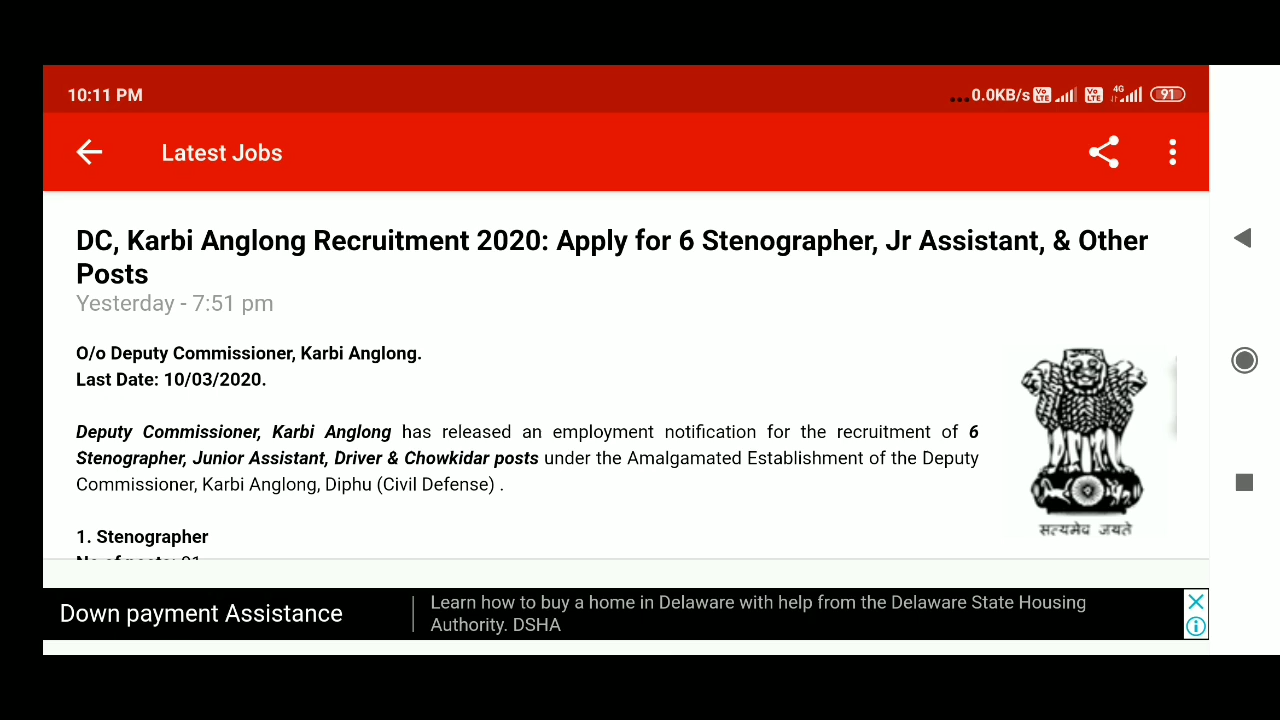 10:11 PM
0.0KB/s Vo LTE Vo LTE 4G 91
Latest Jobs
DC, Karbi Anglong Recruitment 2020: Apply for 6 Stenographer, Jr Assistant, & Other
Posts
Yesterday - 7:51 pm
O/o Deputy Commissioner, Karbi Anglong.
Last Date: 10/03/2020.
Deputy Commissioner, Karbi Anglong has released an employment notification for the recruitment of 6
Stenographer, Junior Assistant, Driver & Chowkidar posts under the Amalgamated Establishment of the Deputy
Commissioner, Karbi Anglong, Diphu (Civil Defense) .
सत्यमेव जयते
1. Stenographer
Down payment Assistance
Learn how to buy a home in Delaware with help from the Delaware State Housing
Authority. DSHA